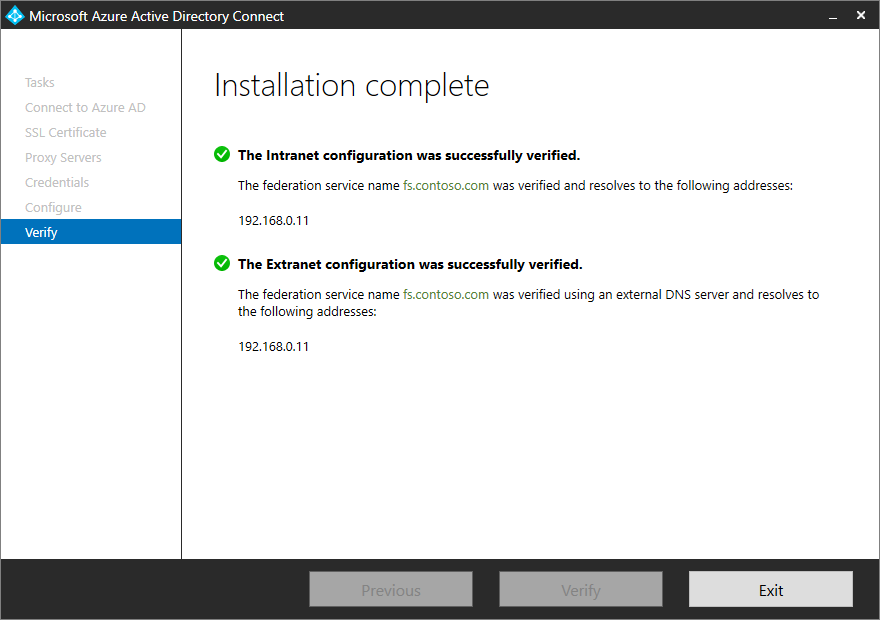 Microsoft Azure Active Directory Connect
Tasks
Connect to Azure AD
SSL Certificate
Proxy Servers
Credentials
Configure
Verify
Installation complete
The Intranet configuration was successfully verified.
The federation service name fs.contoso.com was verified and resolves to the following addresses:
192.168.0.11
The Extranet configuration was successfully verified.
The federation service name fs.contoso.com was verified using an external DNS server and resolves to
the following addresses:
192.168.0.11
Previous
Verify
Exit